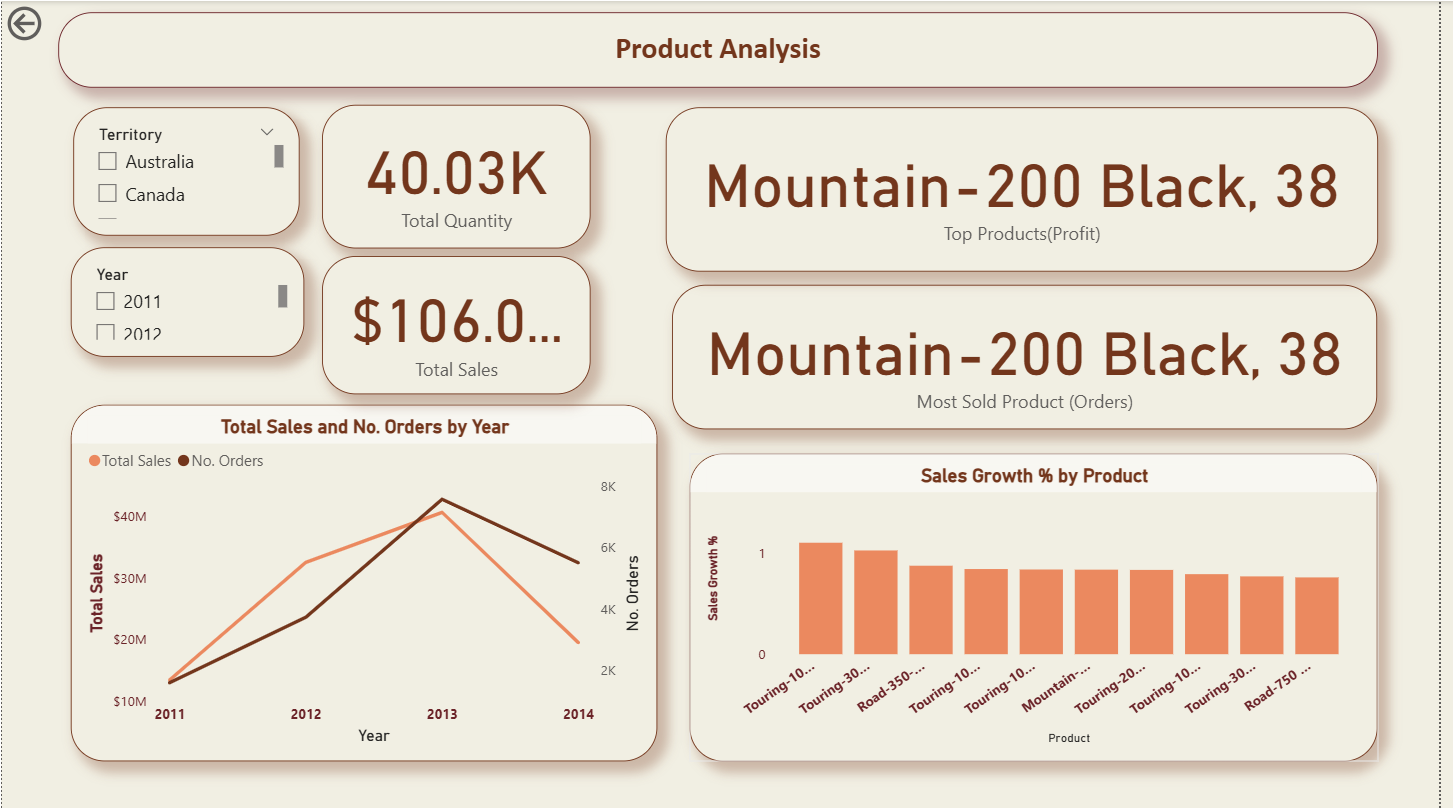 Product Analysis
Territory
Australia
Canada
Year
2011
2012
40.03K
Total Quantity
$106.0...
Total Sales
Mountain-200 Black, 38
Top Products(Profit)
Mountain-200 Black, 38
Most Sold Product (Orders)
Total Sales and No. Orders by Year
Total Sales No. Orders
Total Sales
$40M
$30M
$20M
$10M
8K
6K
4K
2K
No. Orders
2011 2012 2013 2014
Year
Sales Growth % by Product
Sales Growth %
1
0
Touring-10...
Touring-30...
Road-350-...
Touring-10...
Touring-10...
Mountain-...
Touring-20...
Touring-10...
Touring-30...
Road-750 ...
Product